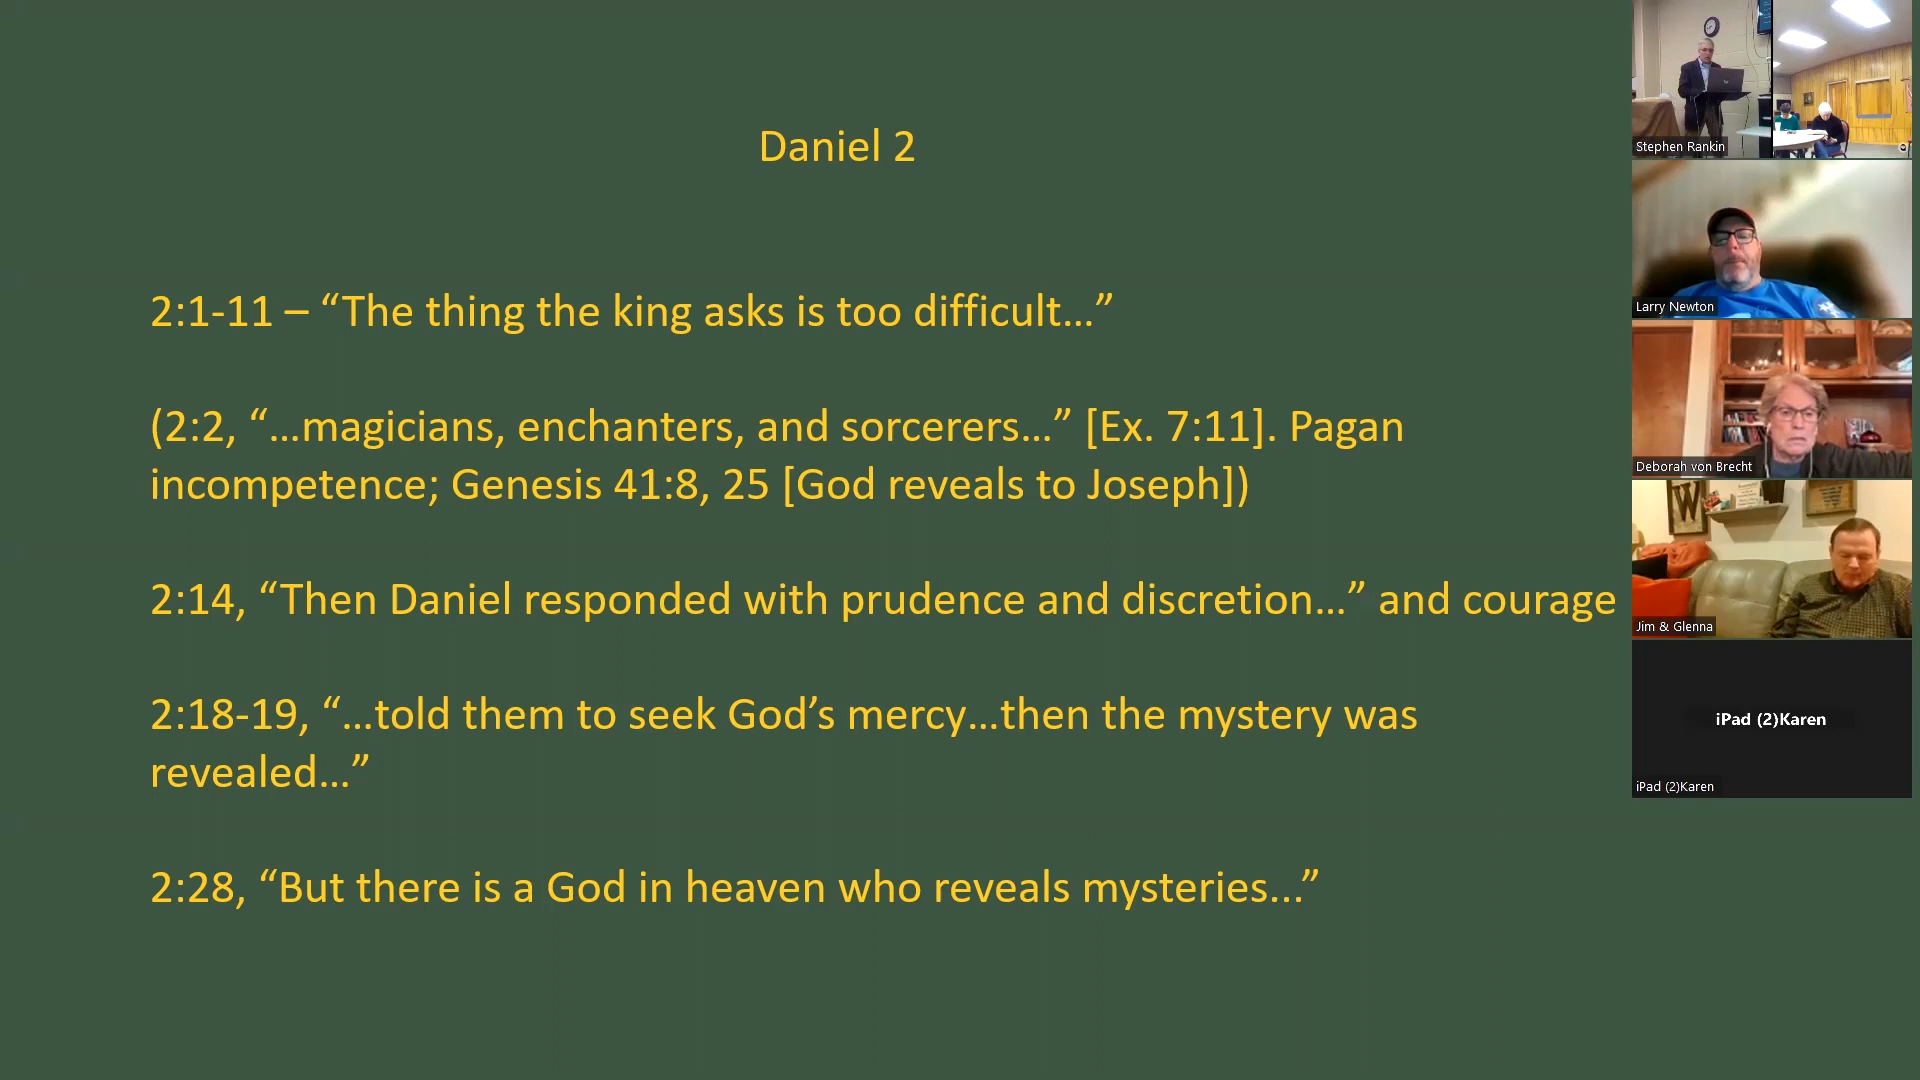 Daniel 2
2:1-11 – “The thing the king asks is too difficult…”
(2:2, “…magicians, enchanters, and sorcerers…” [Ex. 7:11]. Pagan
incompetence; Genesis 41:8, 25 [God reveals to Joseph])
2:14, “Then Daniel responded with prudence and discretion…” and courage
2:18-19, “…told them to seek God’s mercy…then the mystery was
revealed…”
2:28, “But there is a God in heaven who reveals mysteries...”
Stephen Rankin
Larry Newton
Deborah von Brecht
W
Jim & Glenna
iPad (2)Karen
iPad (2)Karen